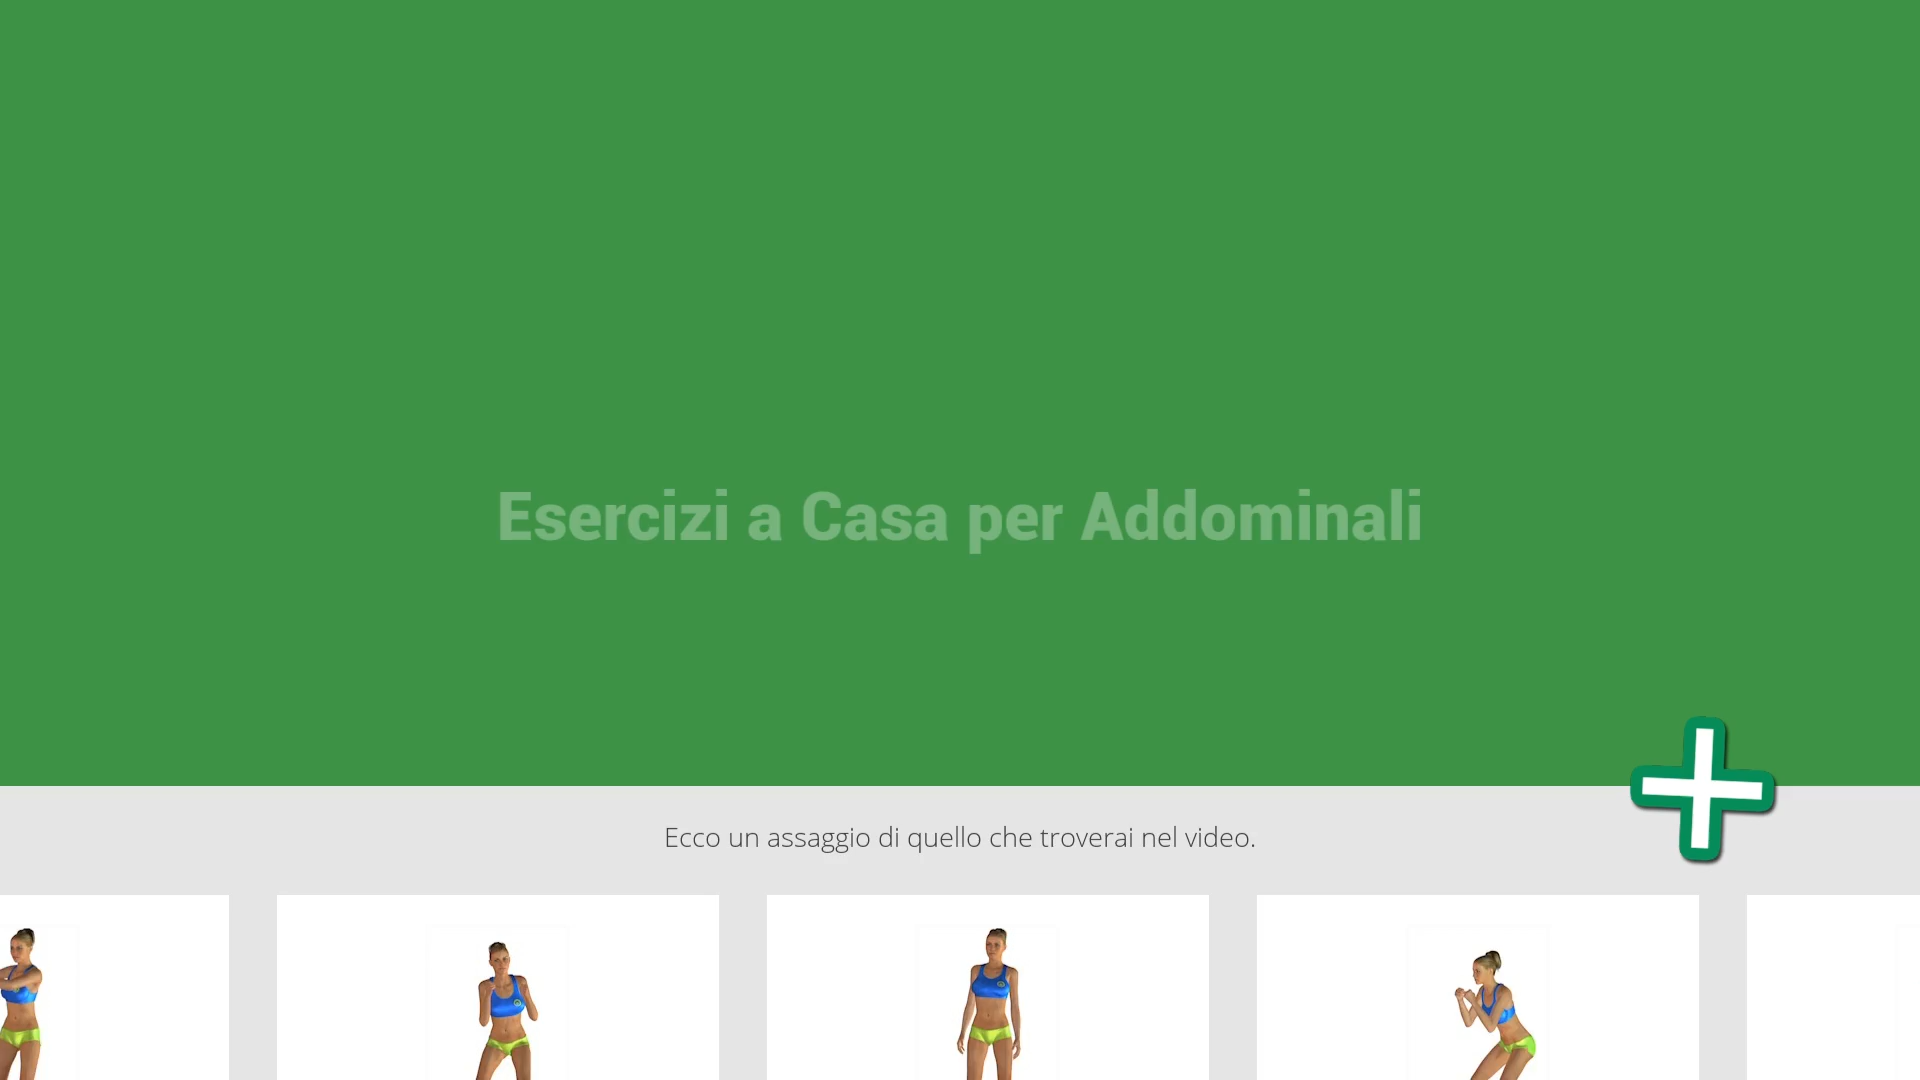 Esercizi a Casa per Addominali
Ecco un assaggio di quello che troverai nel video.